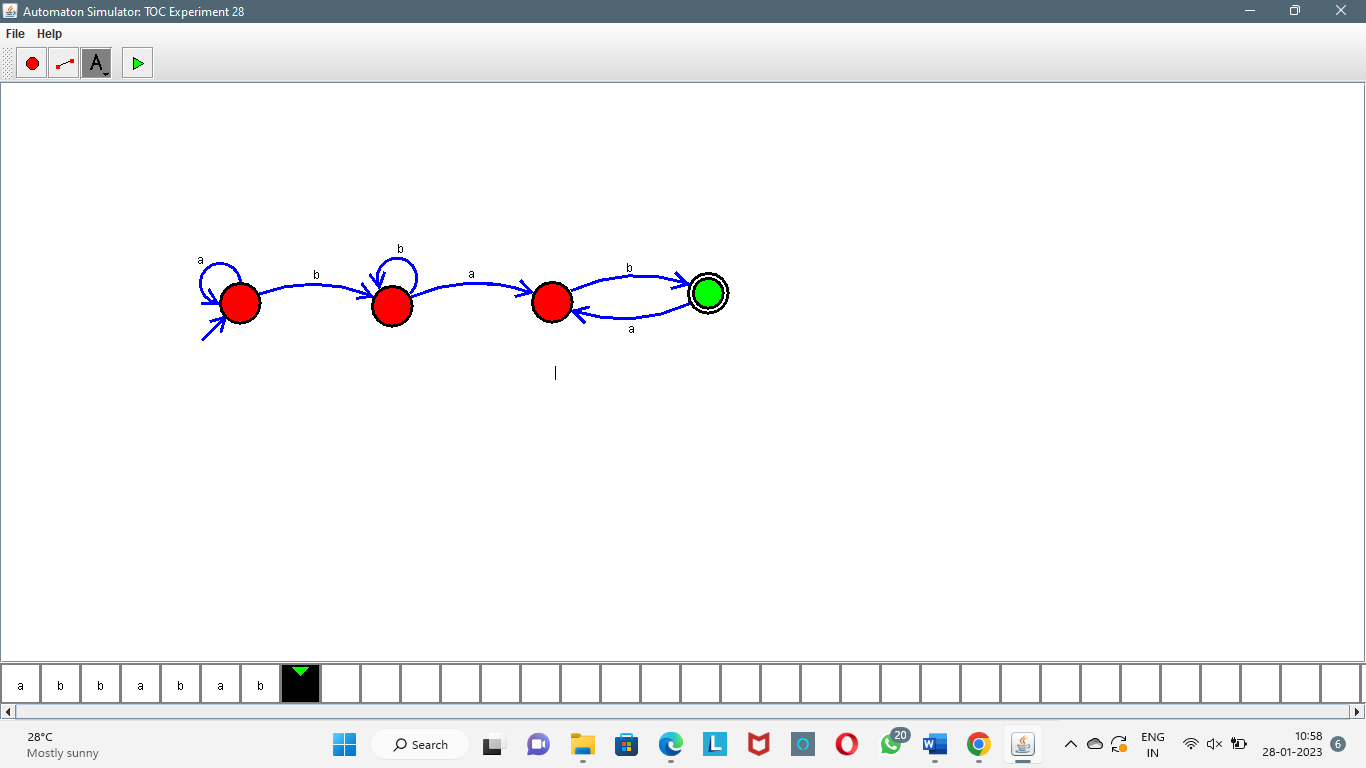 Automaton Simulator: TOC Experiment 28
File Help
A
a b b a b a
b
a b b a b a b
28°C
Mostly sunny
Search
L
20
W
ENG
IN
10:58
28-01-2023
6